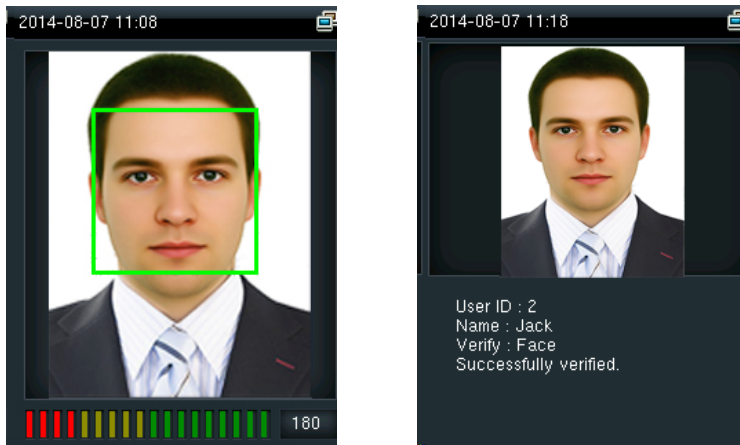 2014-08-07 11:08
180
2014-08-07 11:18
User ID : 2
Name : Jack
Verify : Face
Successfully verified.